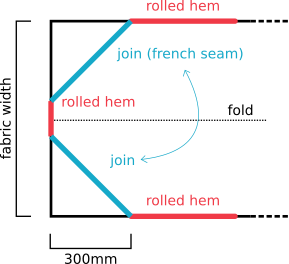 rolled hem
join (french seam)
rolled hem
fabric width
fold
join
rolled hem
300mm